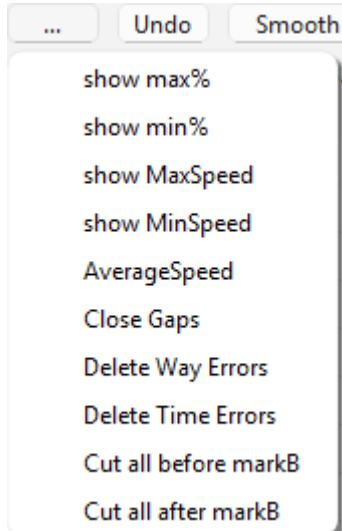 ... Undo Smooth
show max%
show min%
show MaxSpeed
show MinSpeed
AverageSpeed
Close Gaps
Delete Way Errors
Delete Time Errors
Cut all before markB
Cut all after markB